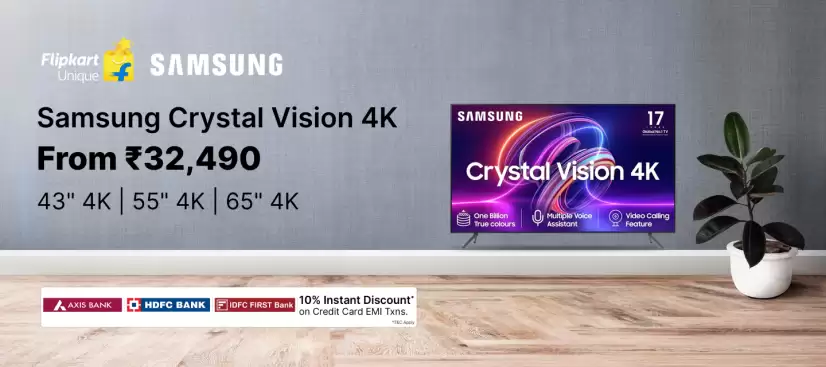 Flipkart
Unique
SAMSUNG
Samsung Crystal Vision 4K
From ₹32,490
43" 4K | 55" 4K | 65" 4K
SAMSUNG
17
Crystal Vision 4K
One Billion
True colours
Multiple Voice
Assistant
Video Calling
Feature
AXIS BANK
HDFC BANK
IDFC FIRST Bank
10% Instant Discount*
on Credit Card EMI Txns.
*T&C Apply